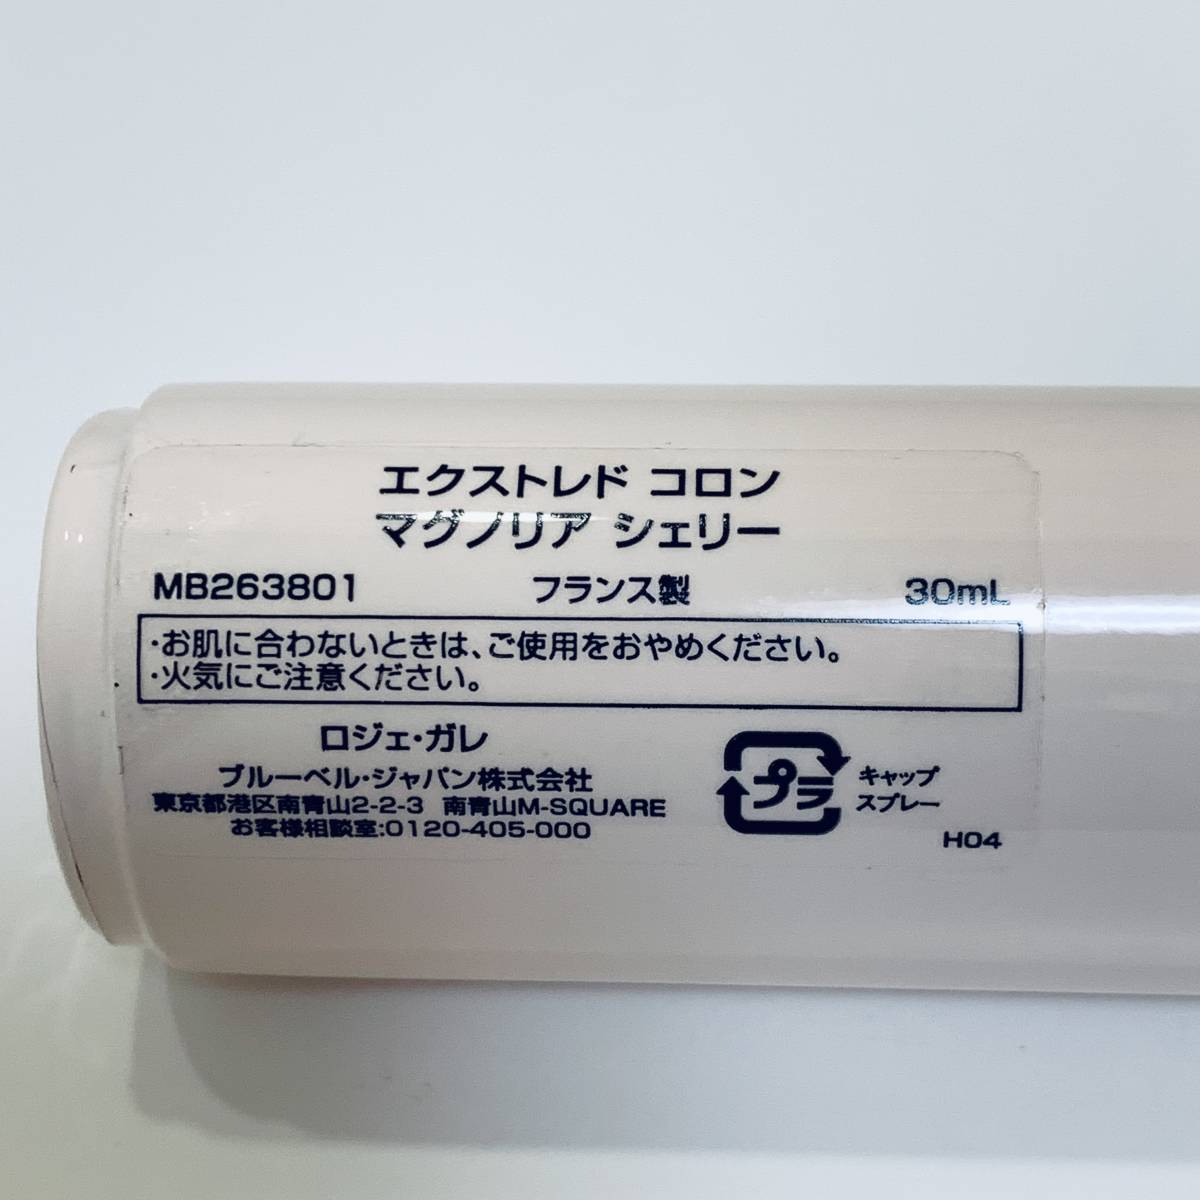 エクストレド コロン
マグノリア シェリー
MB263801 フランス製 30mL
・お肌に合わないときは、ご使用をおやめください。
・火気にご注意ください。
ロジェ・ガレ
ブルーベル・ジャパン株式会社
東京都港区南青山2-2-3 南青山M-SQUARE
お客様相談室:0120-405-000
プラ
キャップ
スプレー
H04